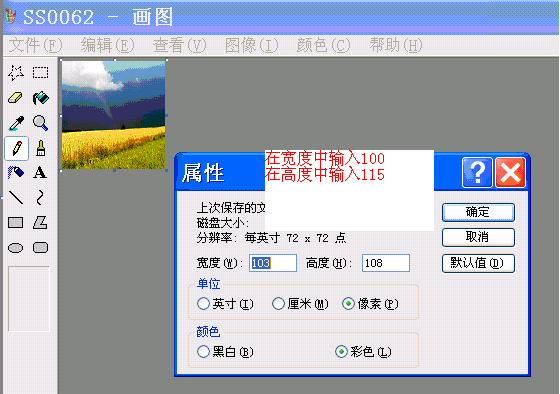 SS0062 - 画图
文件(F) 编辑(E) 查看(V) 图像(I) 颜色(C) 帮助(H)
A
属性
在宽度中输入100
在高度中输入115
上次保存的文
磁盘大小:
分辨率: 每英寸 72 x 72 点
宽度(W): 103 高度(H): 108
单位
英寸(I) 厘米(M) 像素(P)
颜色
黑白(B) 彩色(L)
确定
取消
默认值(D)